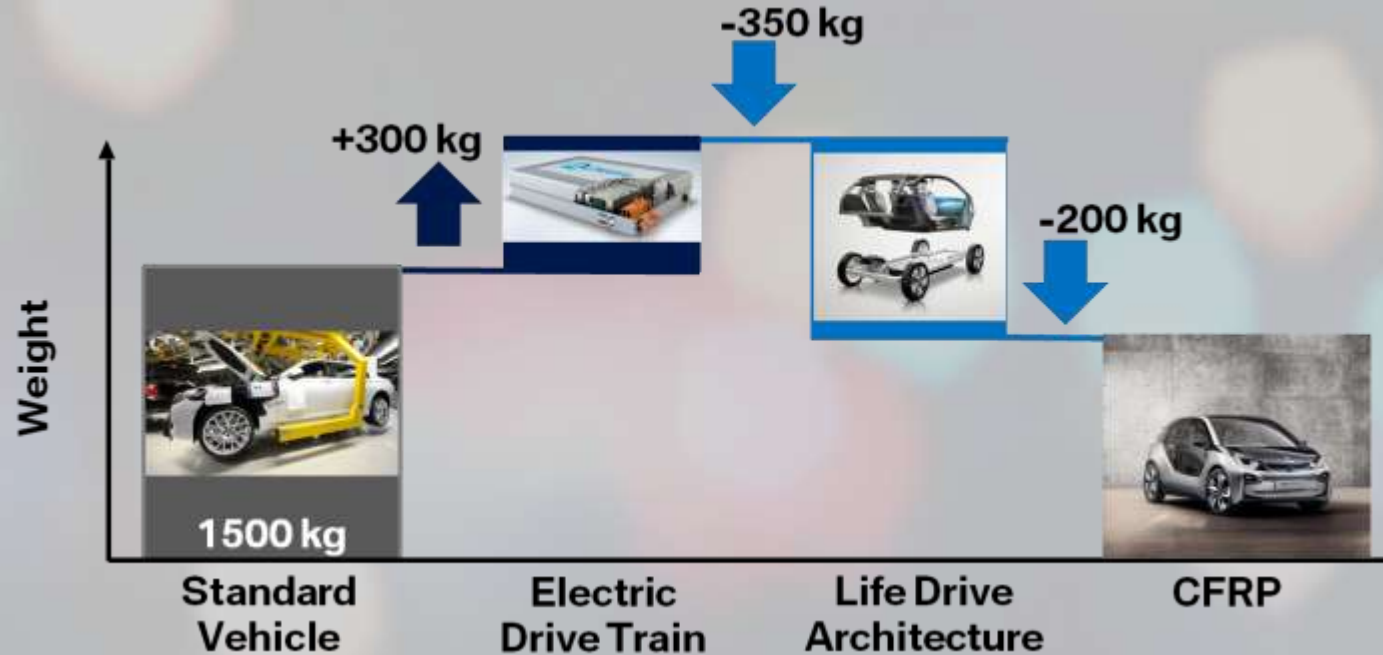 -350 kg
+300 kg
-200 kg
Weight
1500 kg
Standard
Vehicle
Electric
Drive Train
Life Drive
Architecture
CFRP